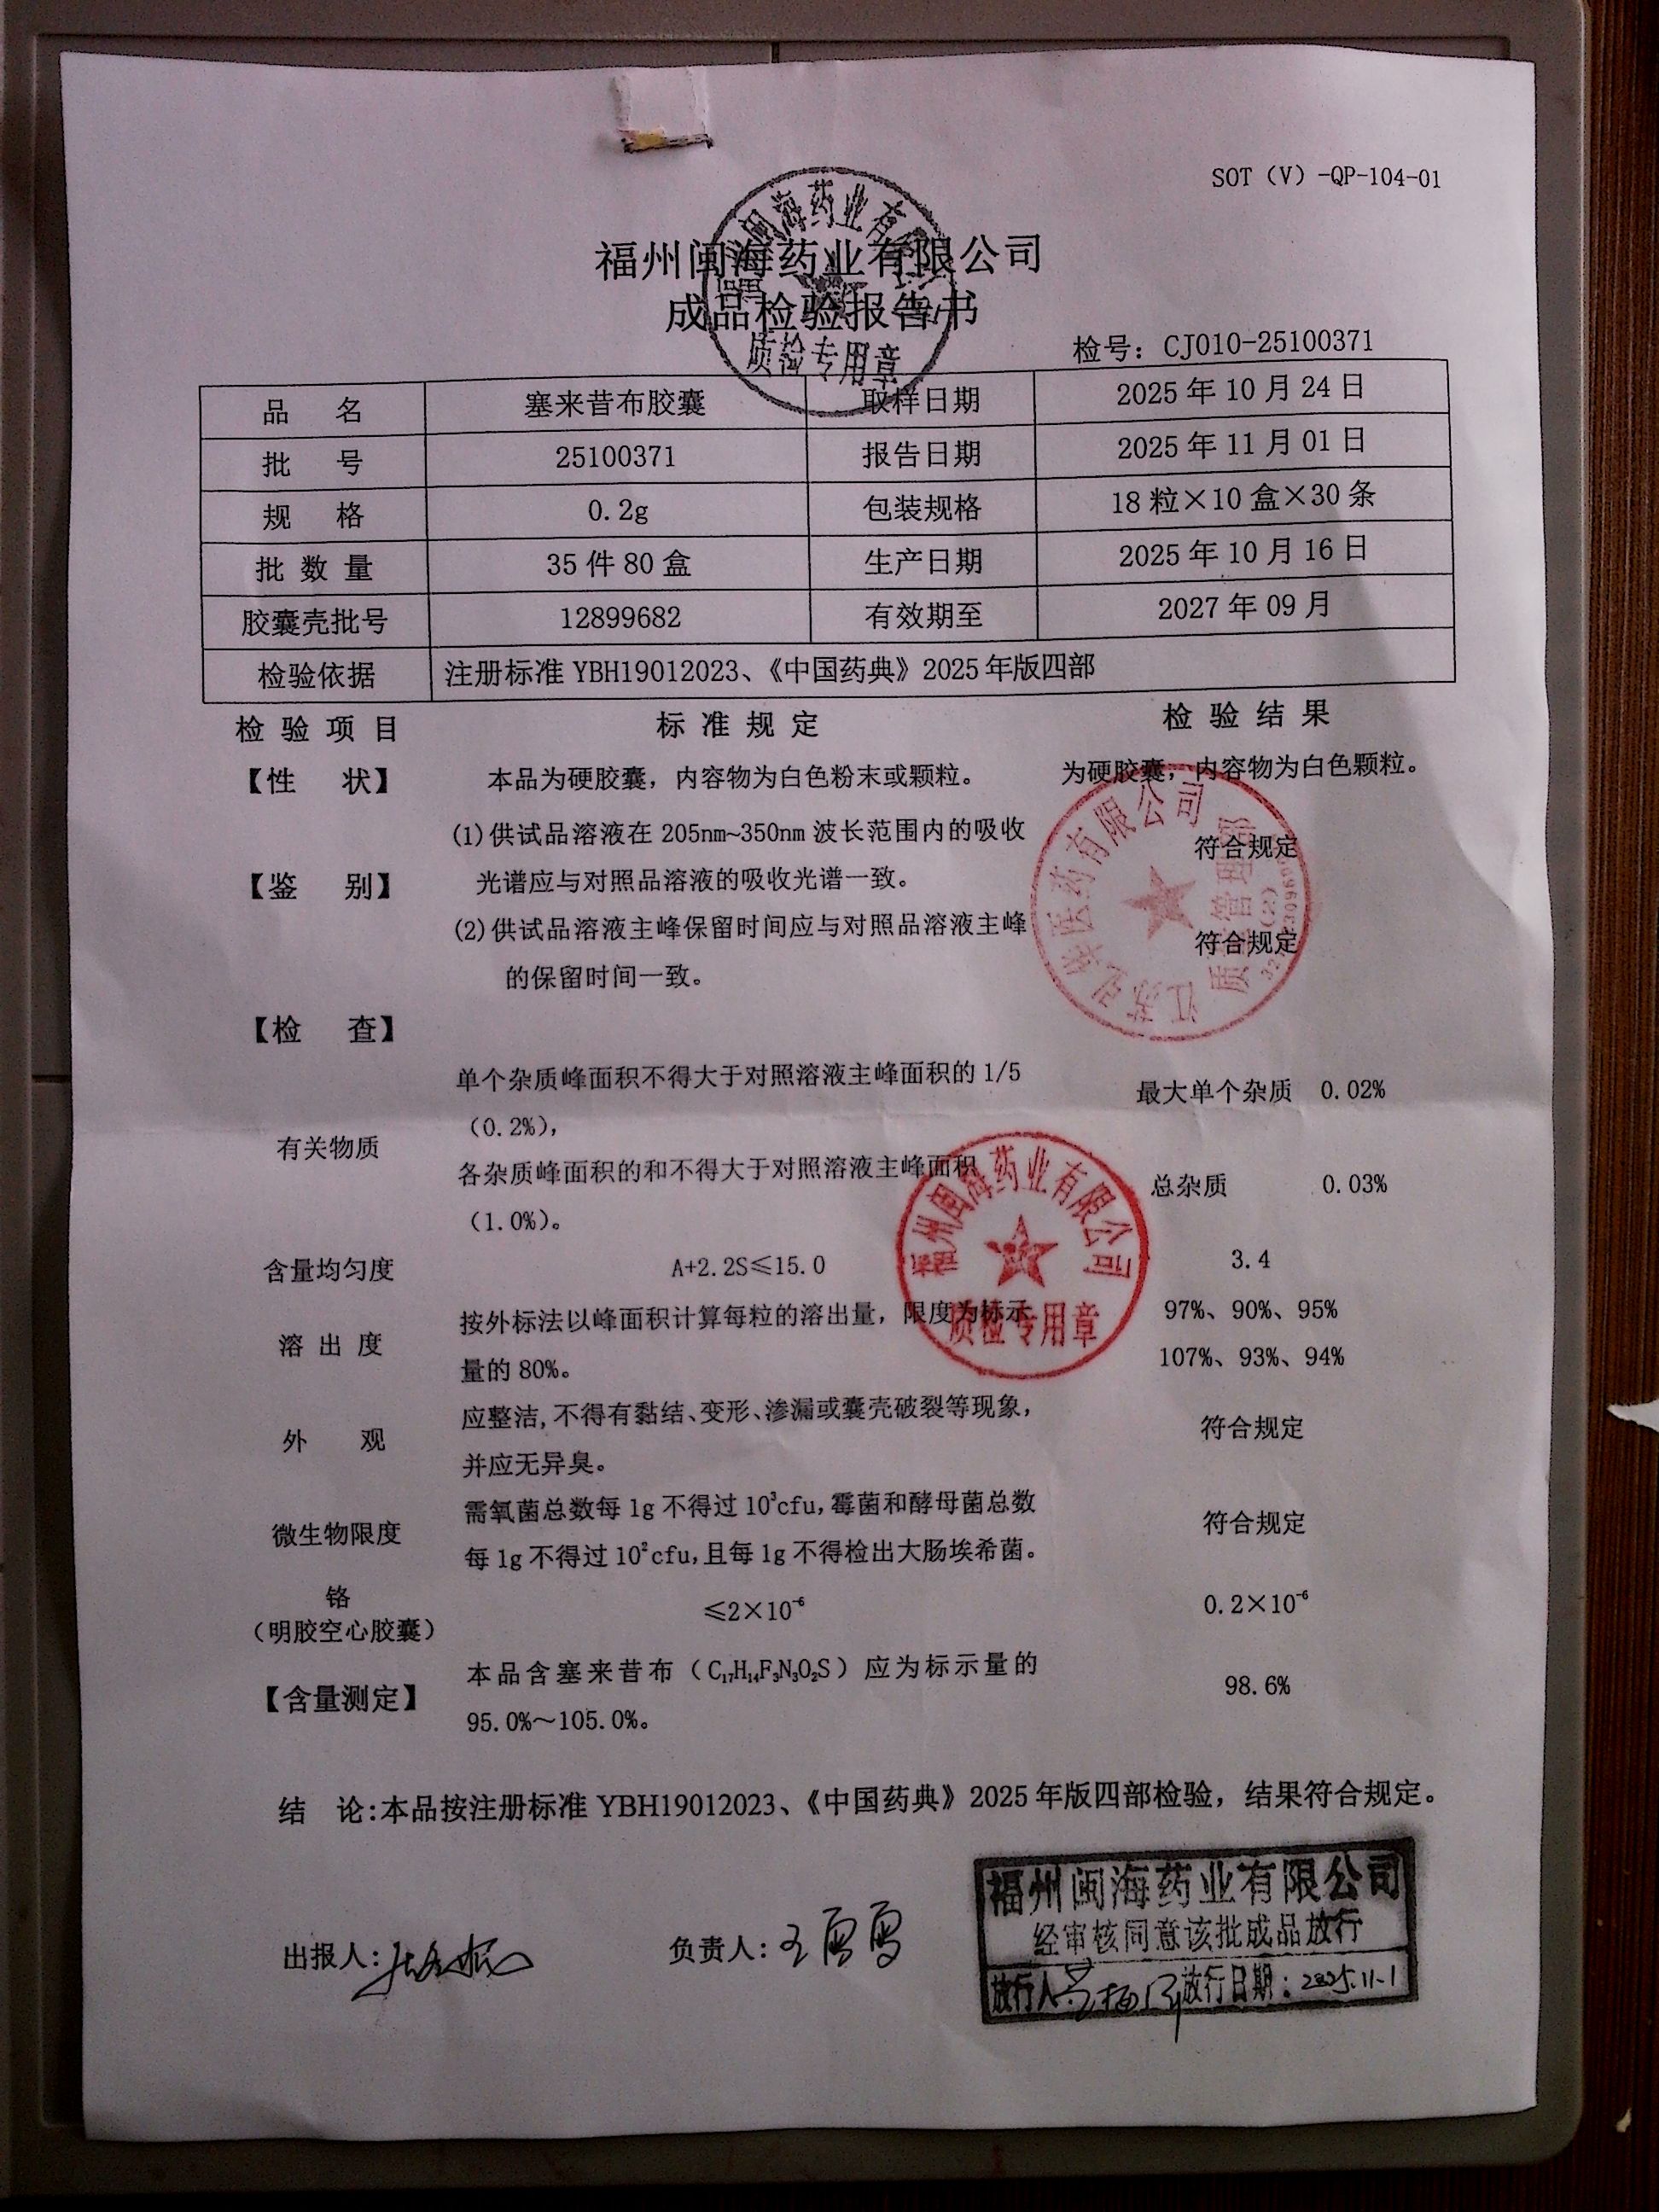 SOT（V）-QP-104-01
福州闽海药业有限公司
成品检验报告书
质检专用章
检号：CJ010-25100371
品 名 塞来昔布胶囊 取样日期 2025年10月24日
批 号 25100371 报告日期 2025年11月01日
规 格 0.2g 包装规格 18粒×10盒×30条
批数量 35件80盒 生产日期 2025年10月16日
胶囊壳批号 12899682 有效期至 2027年09月
检验依据 注册标准YBH19012023、《中国药典》2025年版四部
检验项目 标准规定 检验结果
【性 状】 本品为硬胶囊，内容物为白色粉末或颗粒。 为硬胶囊，内容物为白色颗粒。
【鉴 别】 (1)供试品溶液在205nm~350nm波长范围内的吸收 符合规定
光谱应与对照品溶液的吸收光谱一致。
(2)供试品溶液主峰保留时间应与对照品溶液主峰 符合规定
的保留时间一致。
医药有限公司
【检 查】
有关物质 单个杂质峰面积不得大于对照溶液主峰面积的1/5 最大单个杂质 0.02%
（0.2%），
各杂质峰面积的和不得大于对照溶液主峰面积 总杂质 0.03%
（1.0%）。
福州闽海药业有限公司
质检专用章
含量均匀度 A+2.2S≤15.0 3.4
溶出度 按外标法以峰面积计算每粒的溶出量，限度为标示 97%、90%、95%
量的80%。 107%、93%、94%
外 观 应整洁,不得有黏结、变形、渗漏或囊壳破裂等现象， 符合规定
并应无异臭。
微生物限度 需氧菌总数每1g不得过10³cfu,霉菌和酵母菌总数 符合规定
每1g不得过10²cfu,且每1g不得检出大肠埃希菌。
铬
（明胶空心胶囊） ≤2×10⁻⁶ 0.2×10⁻⁶
【含量测定】 本品含塞来昔布（C₁₇H₁₄F₃N₃O₂S）应为标示量的 98.6%
95.0%～105.0%。
结 论:本品按注册标准YBH19012023、《中国药典》2025年版四部检验，结果符合规定。
出报人:
负责人:
福州闽海药业有限公司
经审核同意该批成品放行
放行人 放行日期：2025.11.1